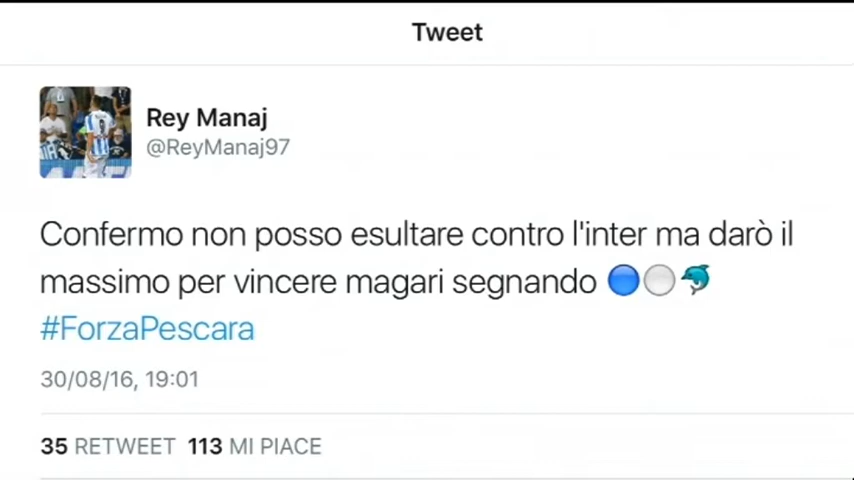 Tweet
Rey Manaj
@ReyManaj97
Confermo non posso esultare contro l'inter ma darò il
massimo per vincere magari segnando 🔵⚪🐬
#ForzaPescara
30/08/16, 19:01
35 RETWEET 113 MI PIACE